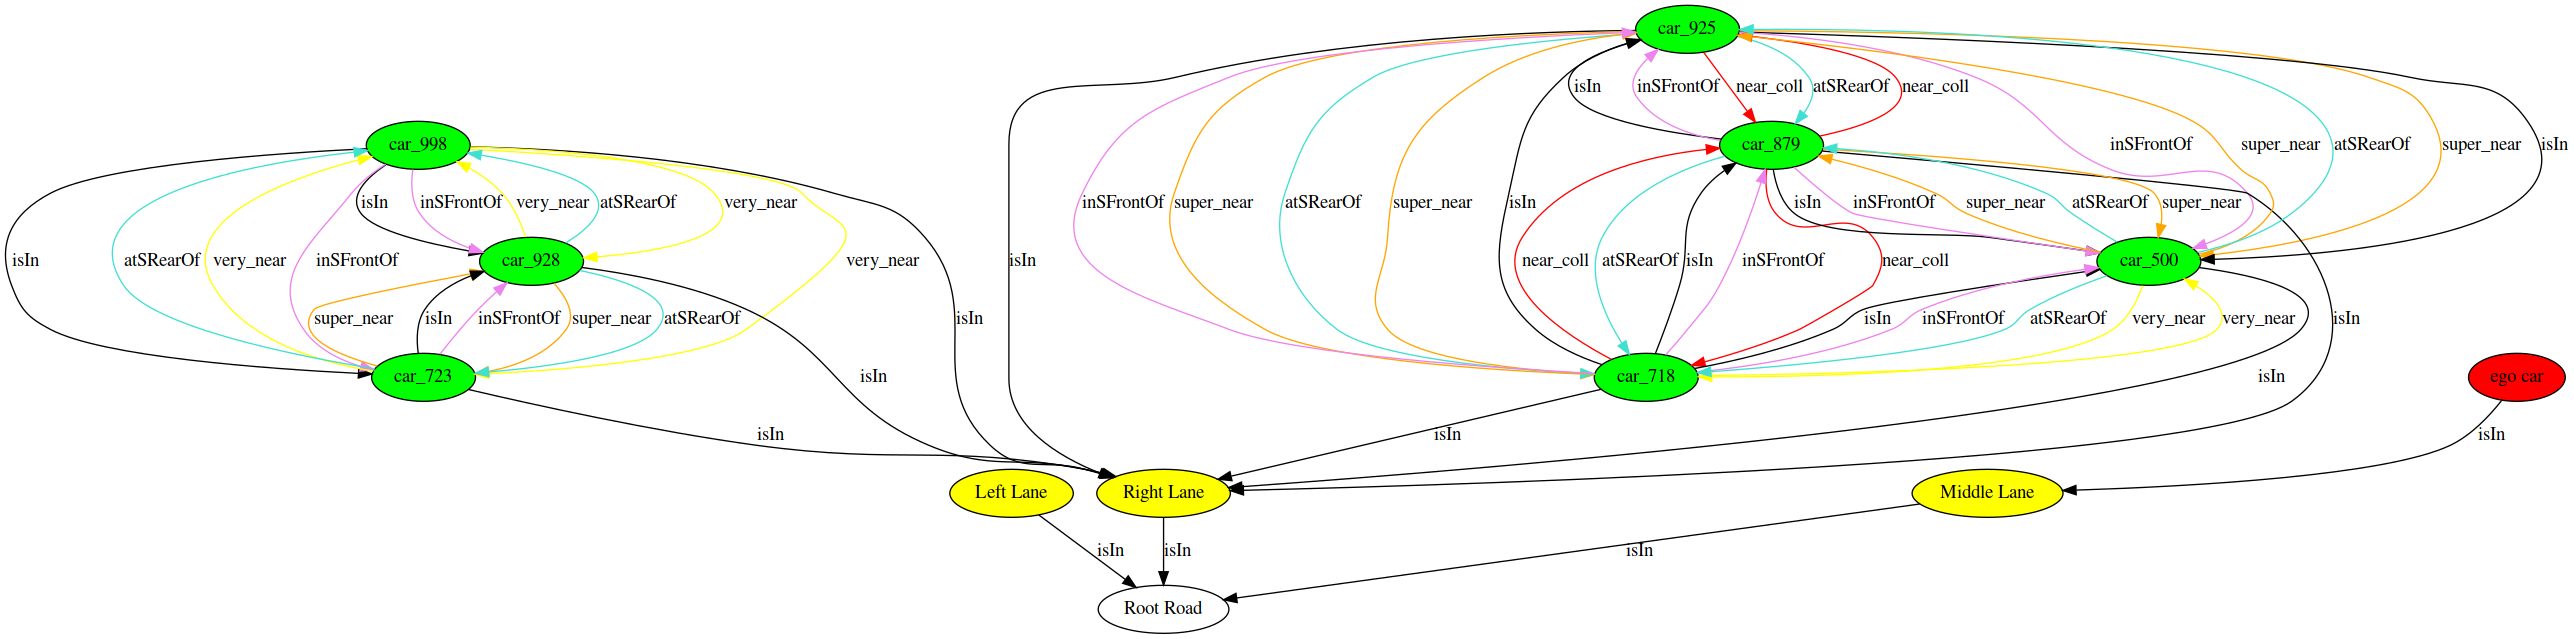 car_925
isIn
inSFrontOf
near_coll
atSRearOf
near_coll
car_998
car_879
inSFrontOf
super_near
atSRearOf
super_near
isIn
isIn
inSFrontOf
very_near
atSRearOf
very_near
inSFrontOf
super_near
atSRearOf
super_near
isIn
isIn
inSFrontOf
super_near
atSRearOf
super_near
isIn
atSRearOf
very_near
inSFrontOf
car_928
very_near
isIn
near_coll
atSRearOf
isIn
inSFrontOf
near_coll
car_500
super_near
isIn
inSFrontOf
super_near
atSRearOf
isIn
isIn
inSFrontOf
atSRearOf
very_near
very_near
isIn
car_723
isIn
car_718
isIn
ego car
isIn
isIn
isIn
Left Lane
Right Lane
Middle Lane
isIn
isIn
isIn
Root Road